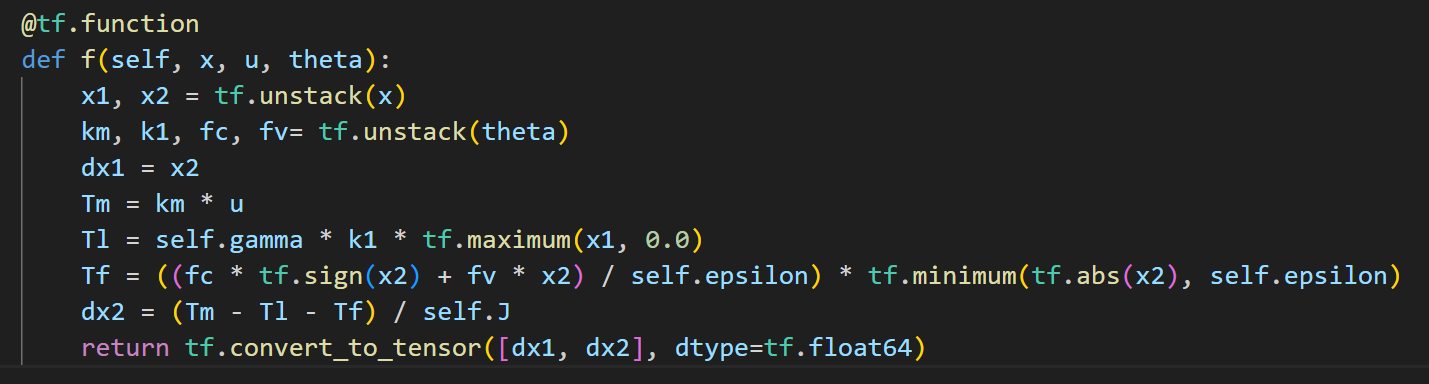 @tf.function
def f(self, x, u, theta):
    x1, x2 = tf.unstack(x)
    km, k1, fc, fv= tf.unstack(theta)
    dx1 = x2
    Tm = km * u
    Tl = self.gamma * k1 * tf.maximum(x1, 0.0)
    Tf = ((fc * tf.sign(x2) + fv * x2) / self.epsilon) * tf.minimum(tf.abs(x2), self.epsilon)
    dx2 = (Tm - Tl - Tf) / self.J
    return tf.convert_to_tensor([dx1, dx2], dtype=tf.float64)